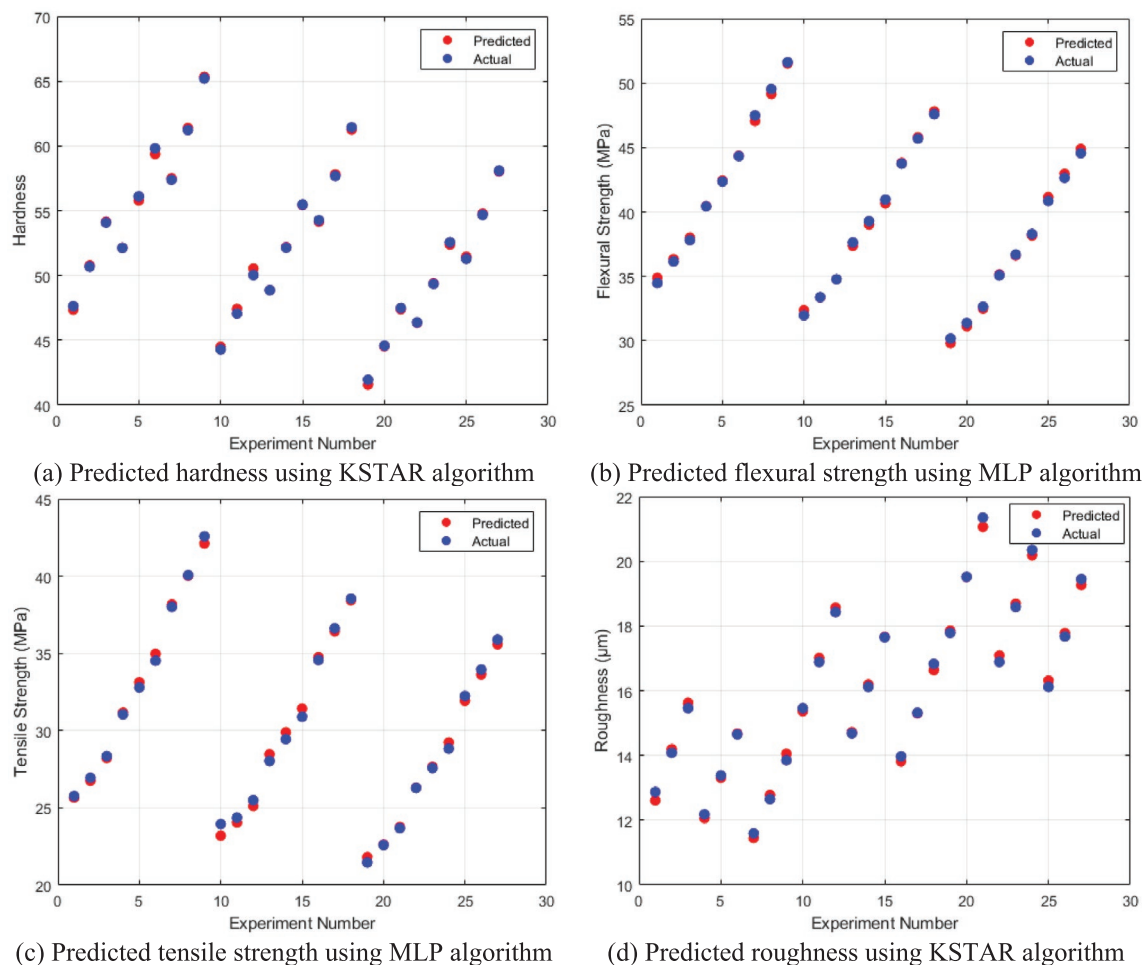 70
65
60
55
50
45
40
Hardness
0 5 10 15 20 25 30
Experiment Number
Predicted
Actual
(a) Predicted hardness using KSTAR algorithm
55
50
45
40
35
30
25
Flexural Strength (MPa)
0 5 10 15 20 25 30
Experiment Number
Predicted
Actual
(b) Predicted flexural strength using MLP algorithm
45
40
35
30
25
20
Tensile Strength (MPa)
0 5 10 15 20 25 30
Experiment Number
Predicted
Actual
(c) Predicted tensile strength using MLP algorithm
22
20
18
16
14
12
10
Roughness (μm)
0 5 10 15 20 25 30
Experiment Number
Predicted
Actual
(d) Predicted roughness using KSTAR algorithm